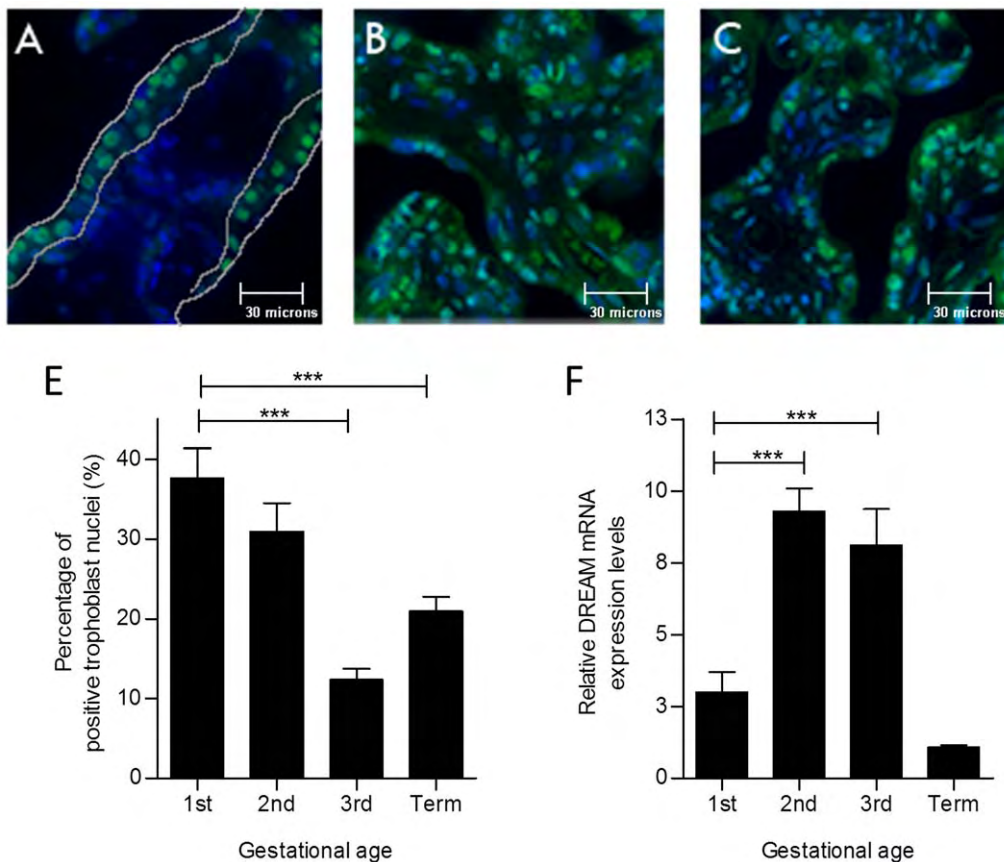 A
B
C
30 microns
30 microns
30 microns
E
***
***
Percentage of
positive trophoblast nuclei (%)
40
30
20
10
0
1st 2nd 3rd Term
Gestational age
F
***
***
Relative DREAM mRNA
expression levels
13
10
8
5
3
0
1st 2nd 3rd Term
Gestational age